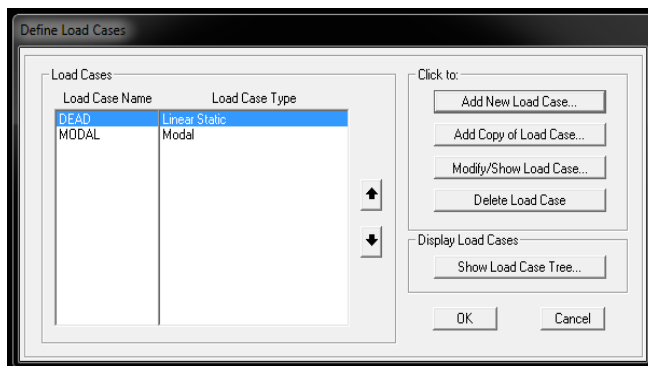 Define Load Cases
Load Cases
Load Case Name Load Case Type
DEAD Linear Static
MODAL Modal
Click to:
Add New Load Case...
Add Copy of Load Case...
Modify/Show Load Case...
Delete Load Case
Display Load Cases
Show Load Case Tree...
OK Cancel